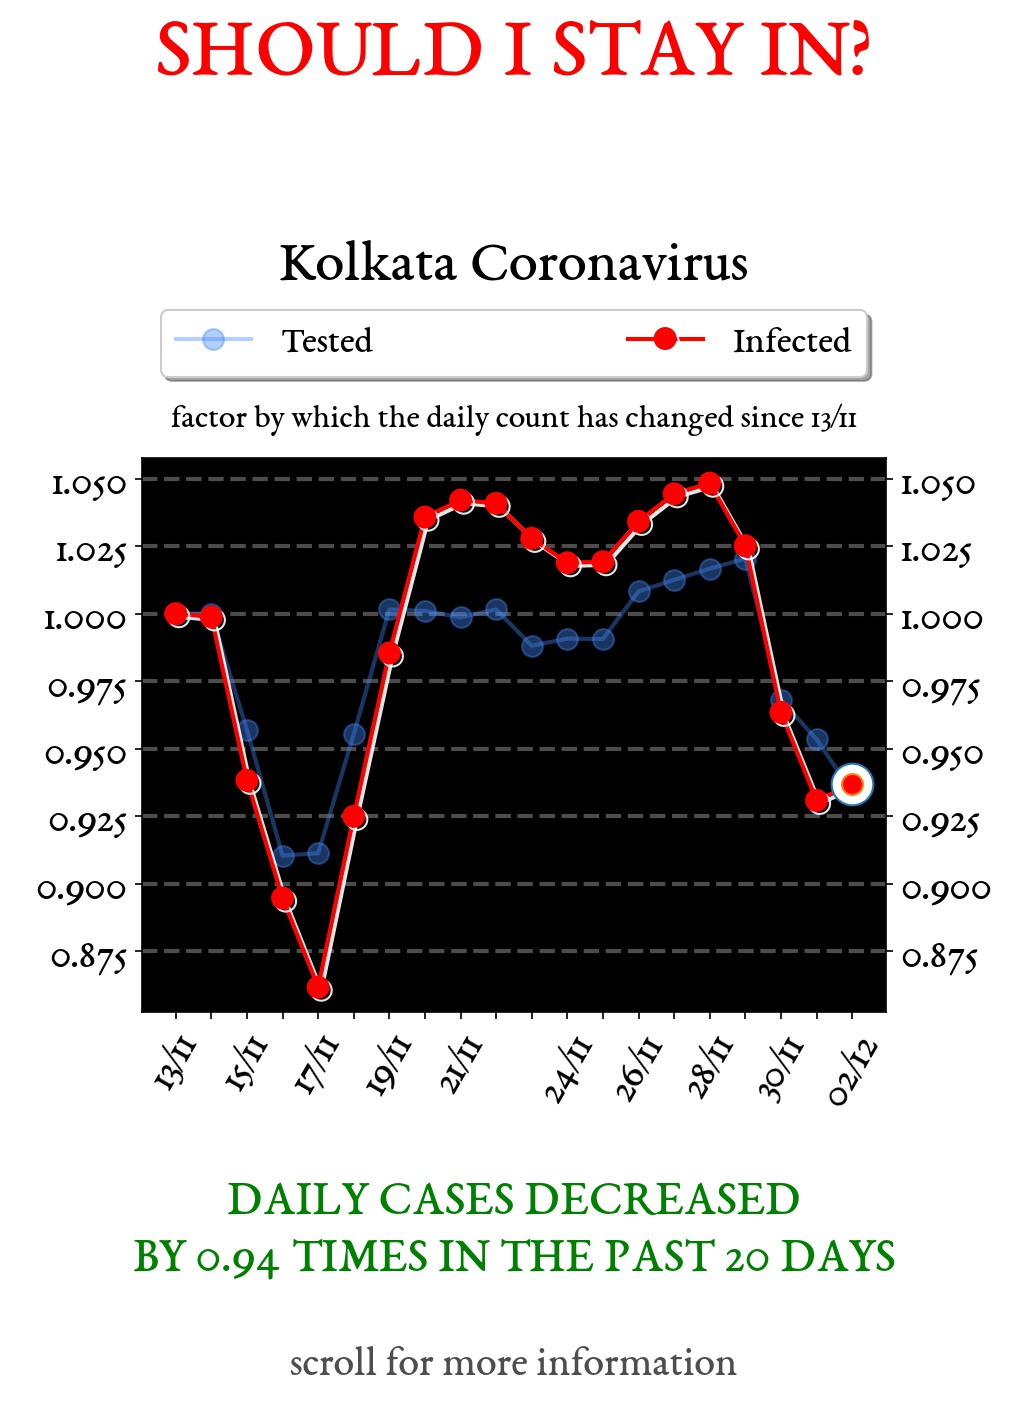 SHOULD I STAY IN?
Kolkata Coronavirus
Tested Infected
factor by which the daily count has changed since 13/11
1.050 1.050
1.025 1.025
1.000 1.000
0.975 0.975
0.950 0.950
0.925 0.925
0.900 0.900
0.875 0.875
13/11 15/11 17/11 19/11 21/11 24/11 26/11 28/11 30/11 02/12
DAILY CASES DECREASED
BY 0.94 TIMES IN THE PAST 20 DAYS
scroll for more information